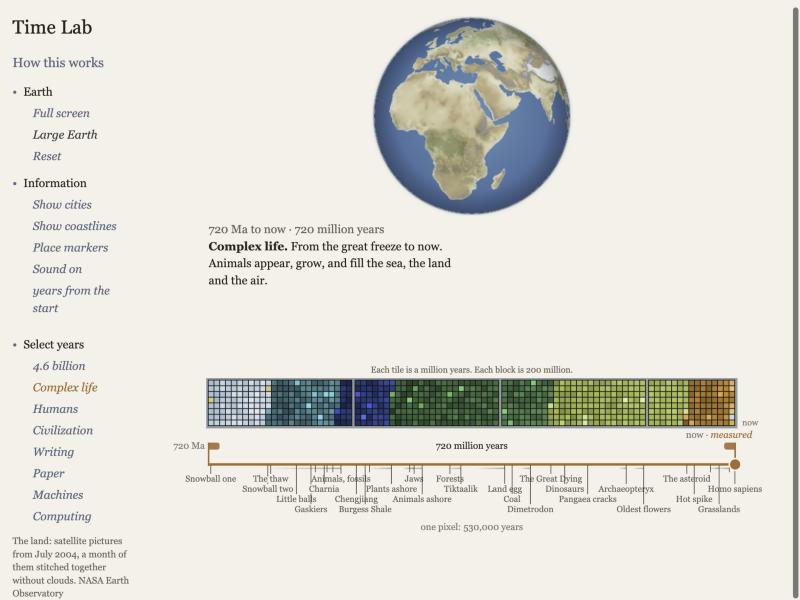 Time Lab
How this works
Earth
Full screen
Large Earth
Reset
Information
Show cities
Show coastlines
Place markers
Sound on
years from the
start
Select years
4.6 billion
Complex life
Humans
Civilization
Writing
Paper
Machines
Computing
The land: satellite pictures
from July 2004, a month of
them stitched together
without clouds. NASA Earth
Observatory
720 Ma to now · 720 million years
Complex life. From the great freeze to now.
Animals appear, grow, and fill the sea, the land
and the air.
Each tile is a million years. Each block is 200 million.
now
now · measured
720 Ma
720 million years
Snowball one The thaw Animals, fossils Jaws Forests The Great Dying The asteroid
Snowball two Charnia Plants ashore Tiktaalik Land egg Dinosaurs Archaeopteryx Homo sapiens
Little balls Chengjiang Animals ashore Coal Pangaea cracks Hot spike
Gaskiers Burgess Shale Dimetrodon Oldest flowers Grasslands
one pixel: 530,000 years